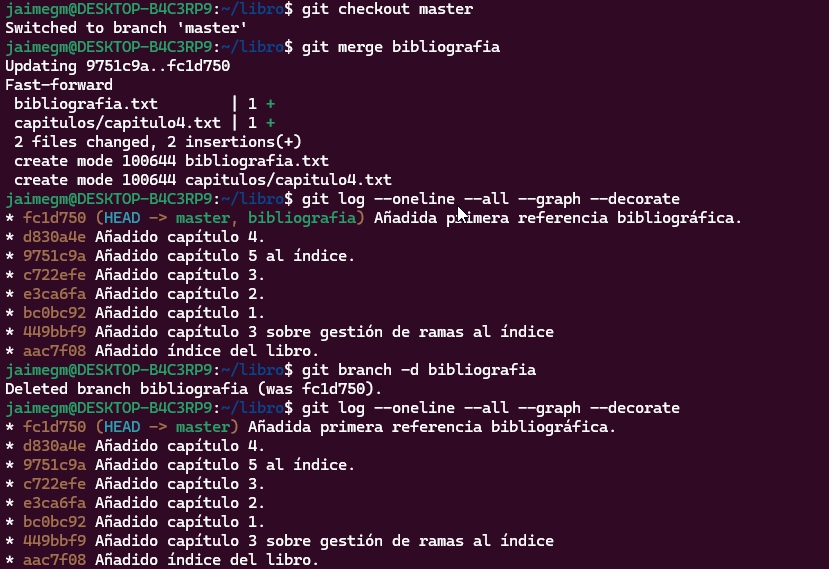 jaimegm@DESKTOP-B4C3RP9:~/libro$ git checkout master
Switched to branch 'master'
jaimegm@DESKTOP-B4C3RP9:~/libro$ git merge bibliografia
Updating 9751c9a..fc1d750
Fast-forward
 bibliografia.txt        | 1 +
 capitulos/capitulo4.txt | 1 +
 2 files changed, 2 insertions(+)
 create mode 100644 bibliografia.txt
 create mode 100644 capitulos/capitulo4.txt
jaimegm@DESKTOP-B4C3RP9:~/libro$ git log --oneline --all --graph --decorate
* fc1d750 (HEAD -> master, bibliografia) Añadida primera referencia bibliográfica.
* d830a4e Añadido capítulo 4.
* 9751c9a Añadido capítulo 5 al índice.
* c722efe Añadido capítulo 3.
* e3ca6fa Añadido capítulo 2.
* bc0bc92 Añadido capítulo 1.
* 449bbf9 Añadido capítulo 3 sobre gestión de ramas al índice
* aac7f08 Añadido índice del libro.
jaimegm@DESKTOP-B4C3RP9:~/libro$ git branch -d bibliografia
Deleted branch bibliografia (was fc1d750).
jaimegm@DESKTOP-B4C3RP9:~/libro$ git log --oneline --all --graph --decorate
* fc1d750 (HEAD -> master) Añadida primera referencia bibliográfica.
* d830a4e Añadido capítulo 4.
* 9751c9a Añadido capítulo 5 al índice.
* c722efe Añadido capítulo 3.
* e3ca6fa Añadido capítulo 2.
* bc0bc92 Añadido capítulo 1.
* 449bbf9 Añadido capítulo 3 sobre gestión de ramas al índice
* aac7f08 Añadido índice del libro.